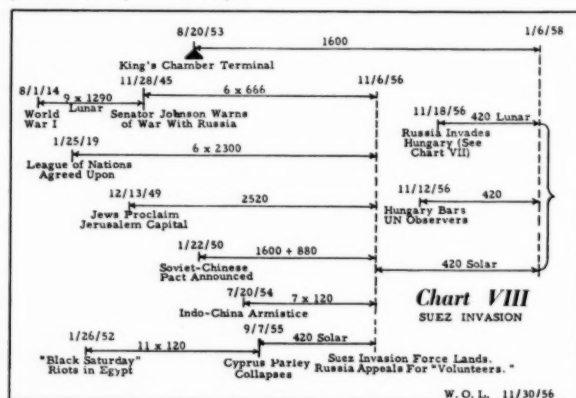 8/20/53
1/6/58
1600
King's Chamber Terminal
8/1/14
11/28/45
6 x 666
11/6/56
9 x 1290
Lunar
World
War I
Senator Johnson Warns
of War With Russia
11/18/56
420 Lunar
Russia Invades
Hungary (See
Chart VII)
1/25/19
6 x 2300
League of Nations
Agreed Upon
12/13/49
2520
Jews Proclaim
Jerusalem Capital
11/12/56
420
Hungary Bars
UN Observers
1/22/50
1600 + 880
Soviet-Chinese
Pact Announced
420 Solar
7/20/54
7 x 120
Indo-China Armistice
Chart VIII
SUEZ INVASION
1/26/52
11 x 120
9/7/55
420 Solar
"Black Saturday"
Riots in Egypt
Cyprus Parley
Collapses
Suez Invasion Force Lands.
Russia Appeals For "Volunteers."
W. O. L. 11/30/56